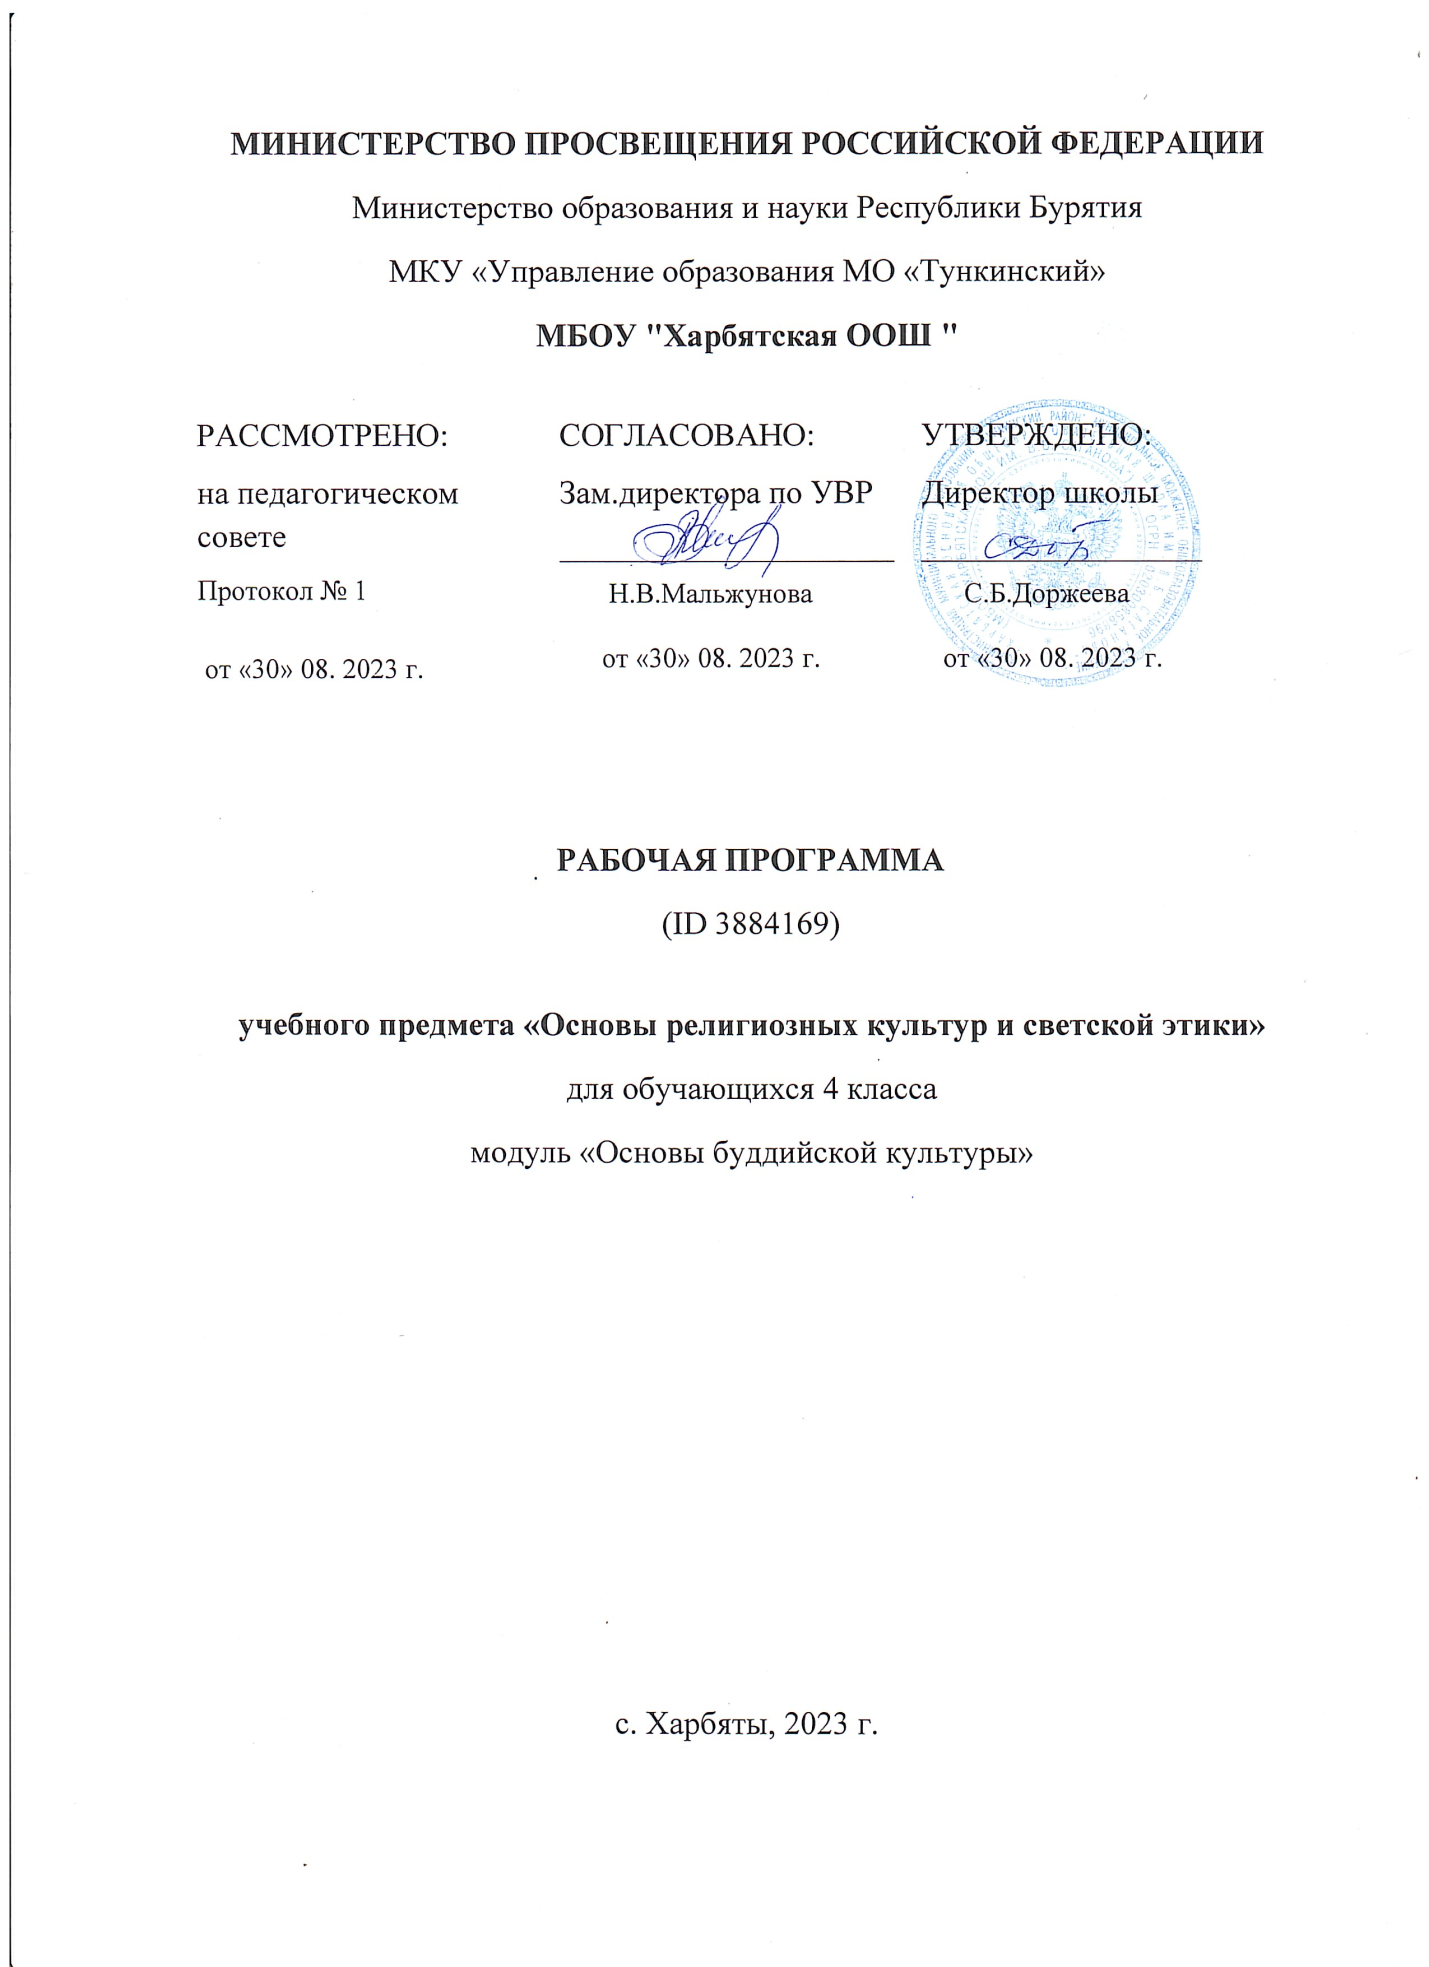 МИНИСТЕРСТВО ПРОСВЕЩЕНИЯ РОССИЙСКОЙ ФЕДЕРАЦИИ
Министерство образования и науки Республики Бурятия
МКУ «Управление образования МО «Тункинский»
МБОУ "Харбятская ООШ "
РАССМОТРЕНО:
на педагогическом
совете
Протокол № 1
от «30» 08. 2023 г.
СОГЛАСОВАНО:
Зам.директора по УВР
Н.В.Мальжунова
от «30» 08. 2023 г.
УТВЕРЖДЕНО:
Директор школы
С.Б.Доржеева
от «30» 08. 2023 г.
РАБОЧАЯ ПРОГРАММА
(ID 3884169)
учебного предмета «Основы религиозных культур и светской этики»
для обучающихся 4 класса
модуль «Основы буддийской культуры»
с. Харбяты, 2023 г.